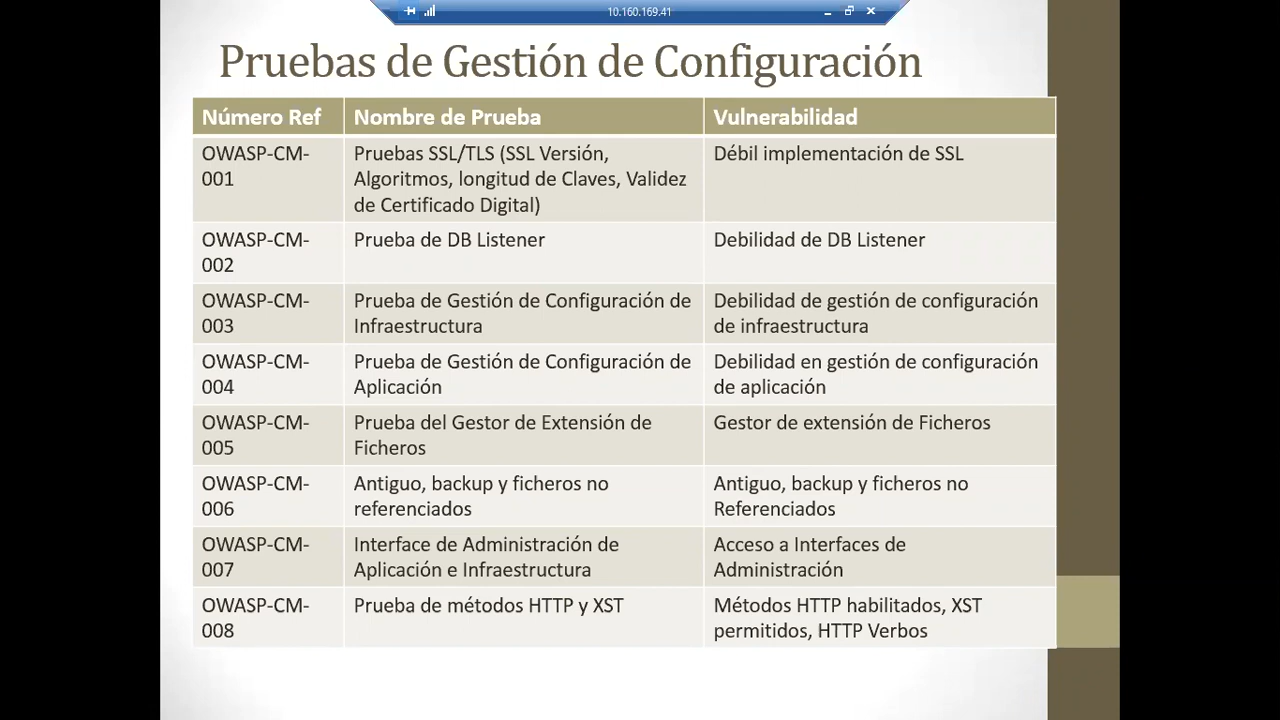 10.160.169.41
Pruebas de Gestión de Configuración
Número Ref
Nombre de Prueba
Vulnerabilidad
OWASP-CM-
001
Pruebas SSL/TLS (SSL Versión,
Algoritmos, longitud de Claves, Validez
de Certificado Digital)
Débil implementación de SSL
OWASP-CM-
002
Prueba de DB Listener
Debilidad de DB Listener
OWASP-CM-
003
Prueba de Gestión de Configuración de
Infraestructura
Debilidad de gestión de configuración
de infraestructura
OWASP-CM-
004
Prueba de Gestión de Configuración de
Aplicación
Debilidad en gestión de configuración
de aplicación
OWASP-CM-
005
Prueba del Gestor de Extensión de
Ficheros
Gestor de extensión de Ficheros
OWASP-CM-
006
Antiguo, backup y ficheros no
referenciados
Antiguo, backup y ficheros no
Referenciados
OWASP-CM-
007
Interface de Administración de
Aplicación e Infraestructura
Acceso a Interfaces de
Administración
OWASP-CM-
008
Prueba de métodos HTTP y XST
Métodos HTTP habilitados, XST
permitidos, HTTP Verbos